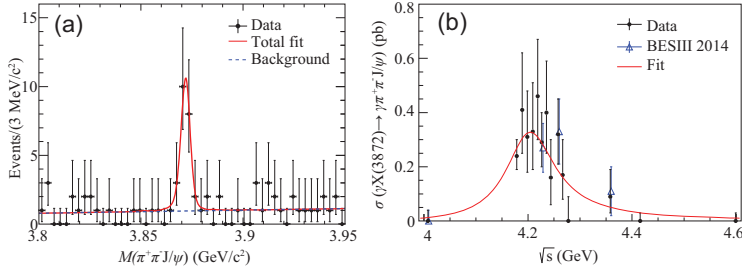 (a)
Data
Total fit
Background
Events/(3 MeV/c²)
15
10
5
0
3.8
3.85
3.9
3.95
M(π⁺π⁻J/ψ) (GeV/c²)
(b)
Data
BESIII 2014
Fit
σ (γX(3872)→ γπ⁺π⁻J/ψ) (pb)
0.8
0.6
0.4
0.2
0.0
4
4.2
4.4
4.6
√s (GeV)